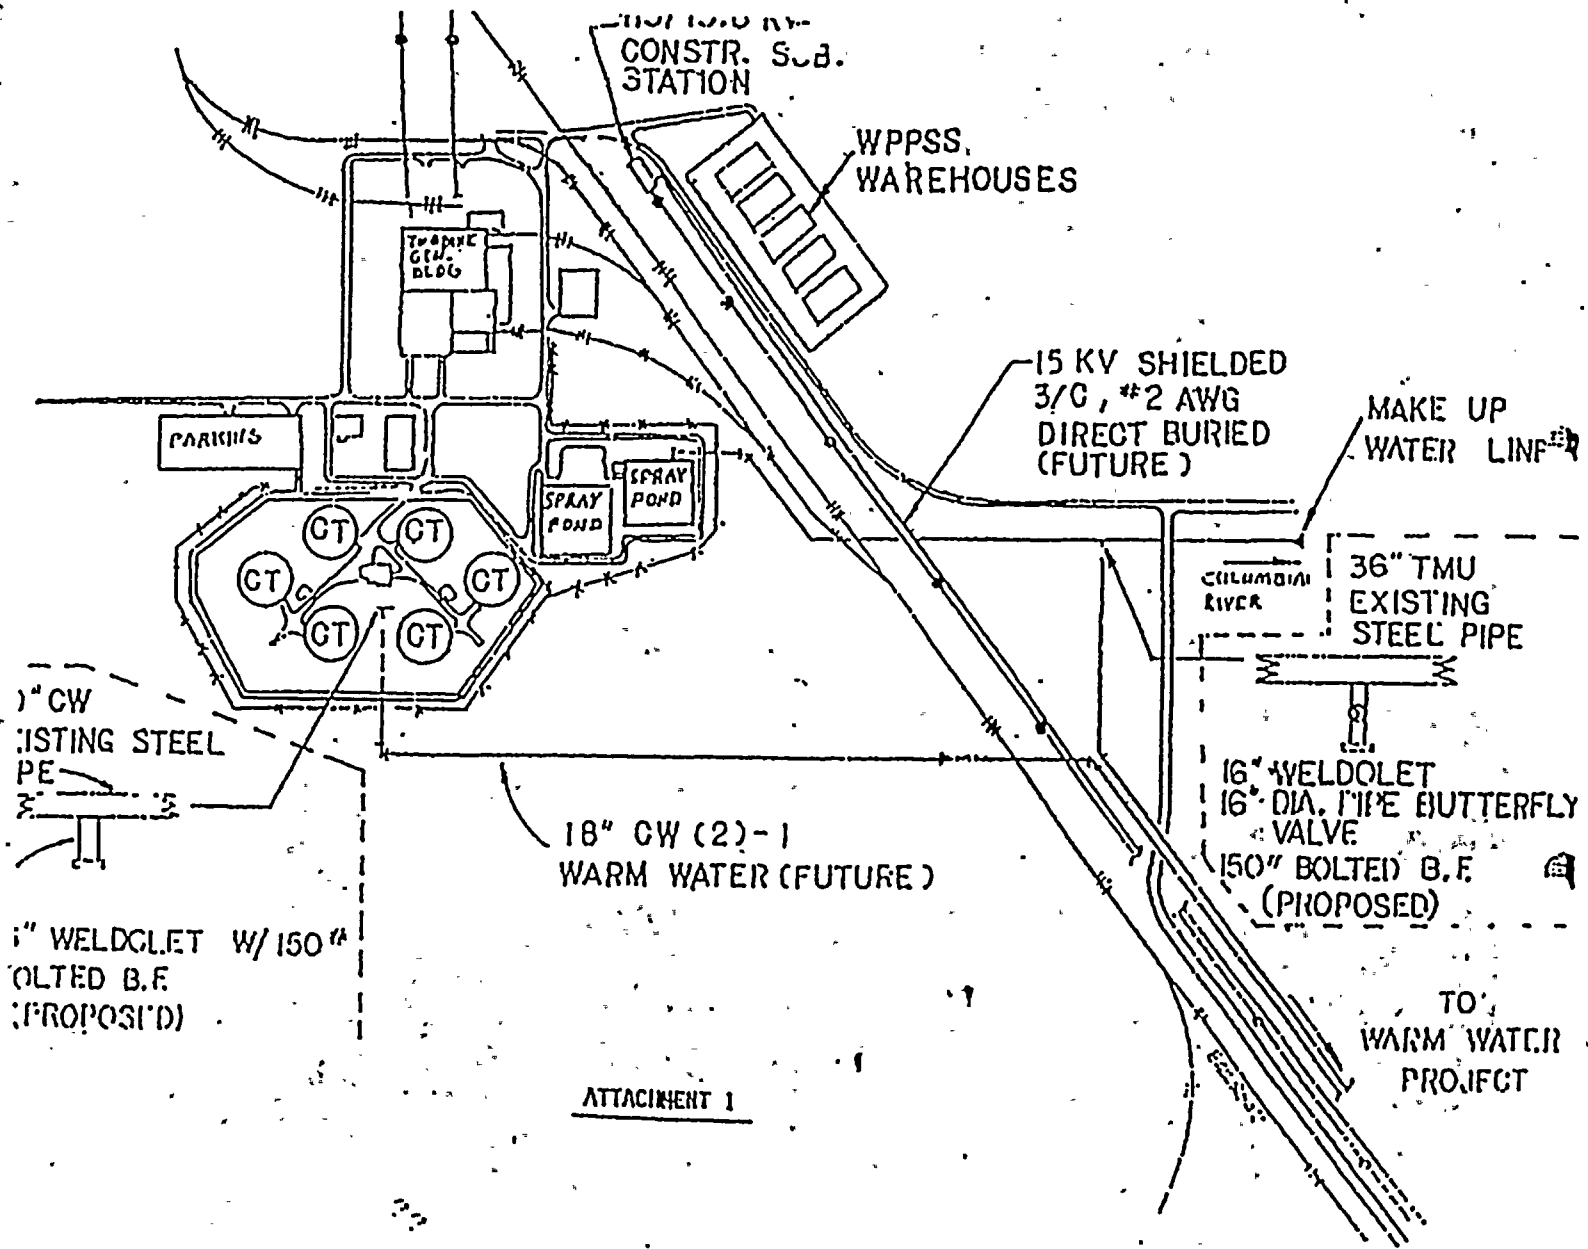 CONSTR. SUB.
STATION
WPPSS.
WAREHOUSES
TURBINE
GEN.
BLDG
15 KV SHIELDED
3/C, #2 AWG
DIRECT BURIED
(FUTURE)
MAKE UP
WATER LINE
PARKING
SPRAY
POND
SPRAY
POND
CT
CT
CT
CT
CT
CT
COLUMBIA
RIVER
36" TMU
EXISTING
STEEL PIPE
)" CW
ISTING STEEL
PE
16" WELDOLET
16" DIA. PIPE BUTTERFLY
VALVE
150" BOLTED B.F.
(PROPOSED)
18" CW (2)-1
WARM WATER (FUTURE)
" WELDOLET W/150#
OLTED B.F.
(PROPOSED)
TO
WARM WATER
PROJECT
ATTACHMENT 1